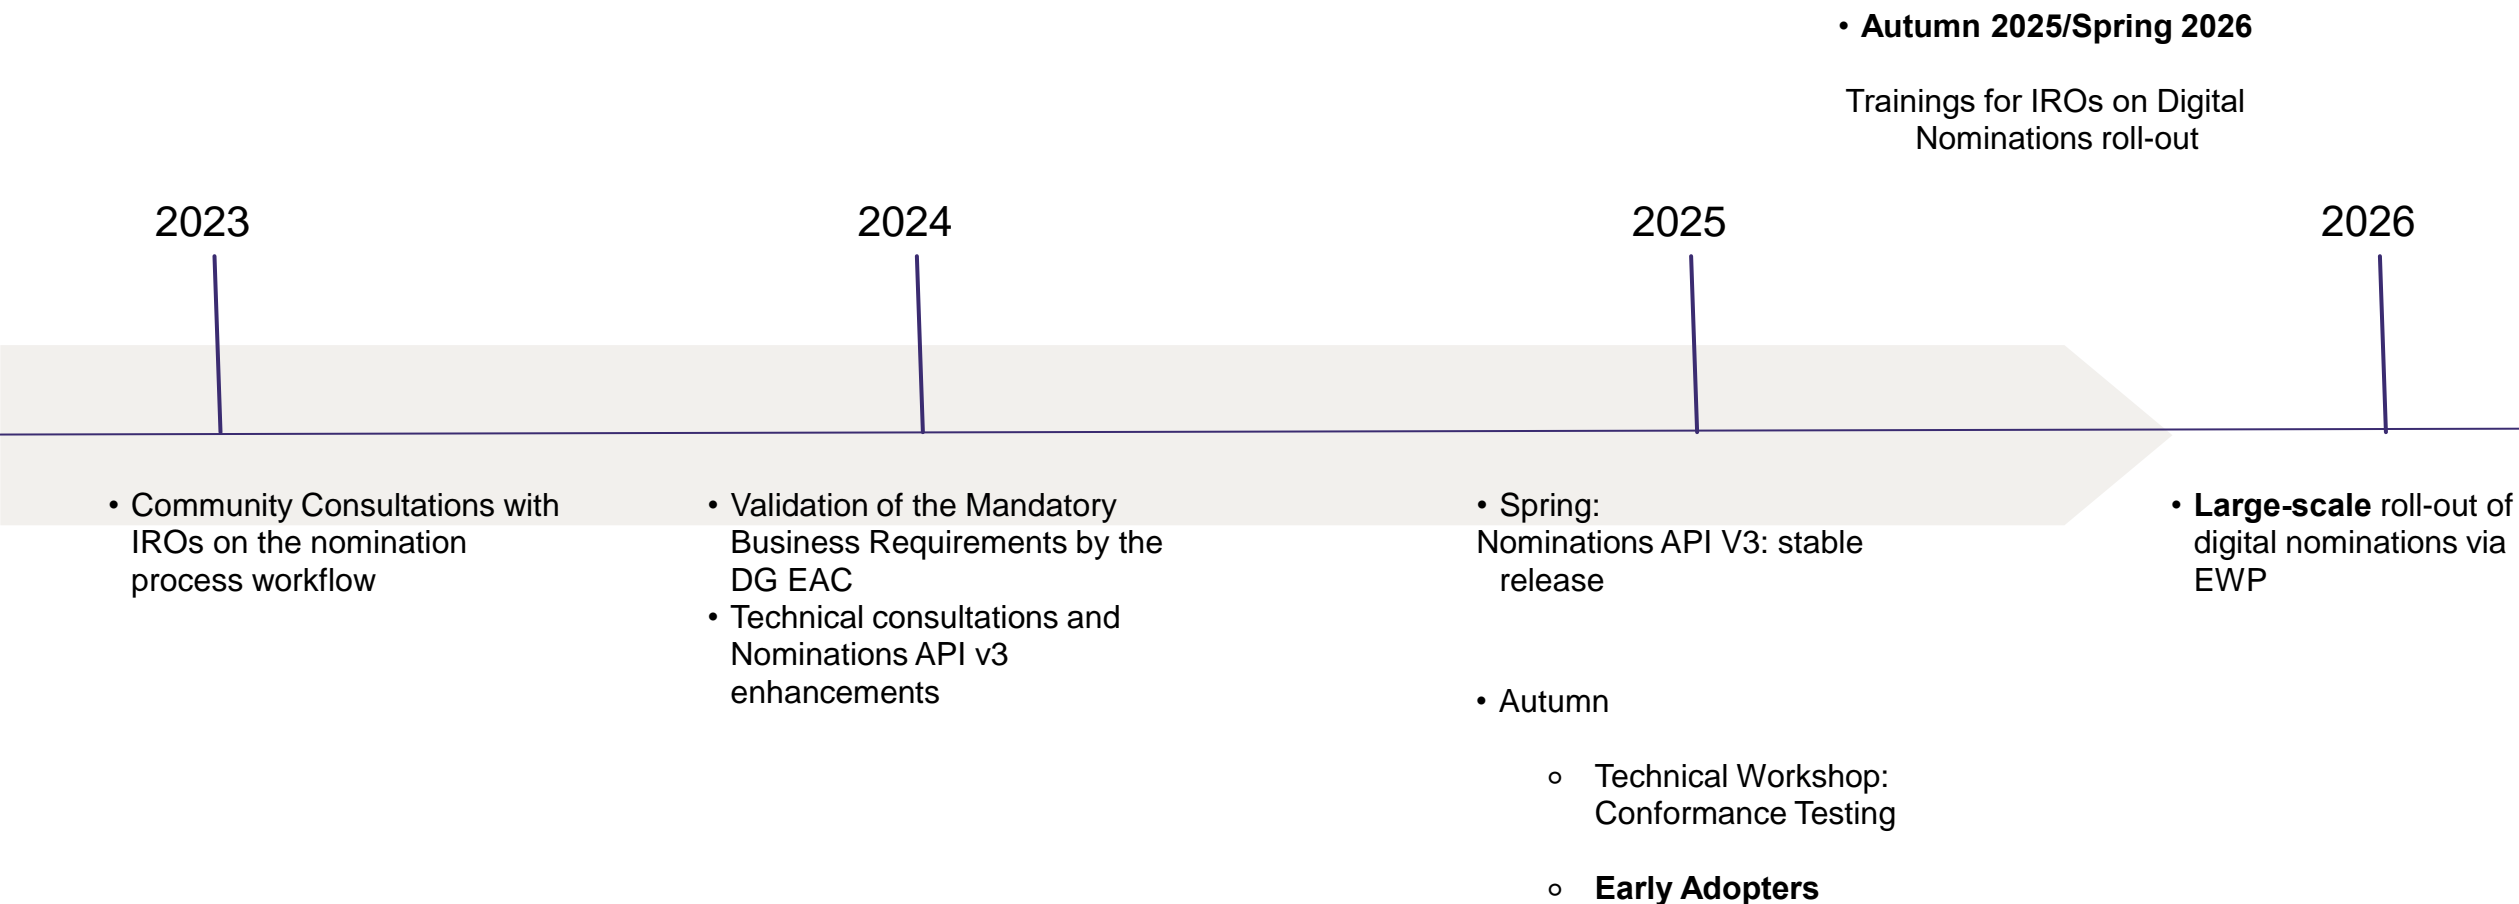 • Autumn 2025/Spring 2026
Trainings for IROs on Digital
Nominations roll-out
2023
2024
2025
2026
• Community Consultations with
IROs on the nomination
process workflow
• Validation of the Mandatory
Business Requirements by the
DG EAC
• Technical consultations and
Nominations API v3
enhancements
• Spring:
Nominations API V3: stable
release
• Autumn
o Technical Workshop:
Conformance Testing
o Early Adopters
• Large-scale roll-out of
digital nominations via
EWP